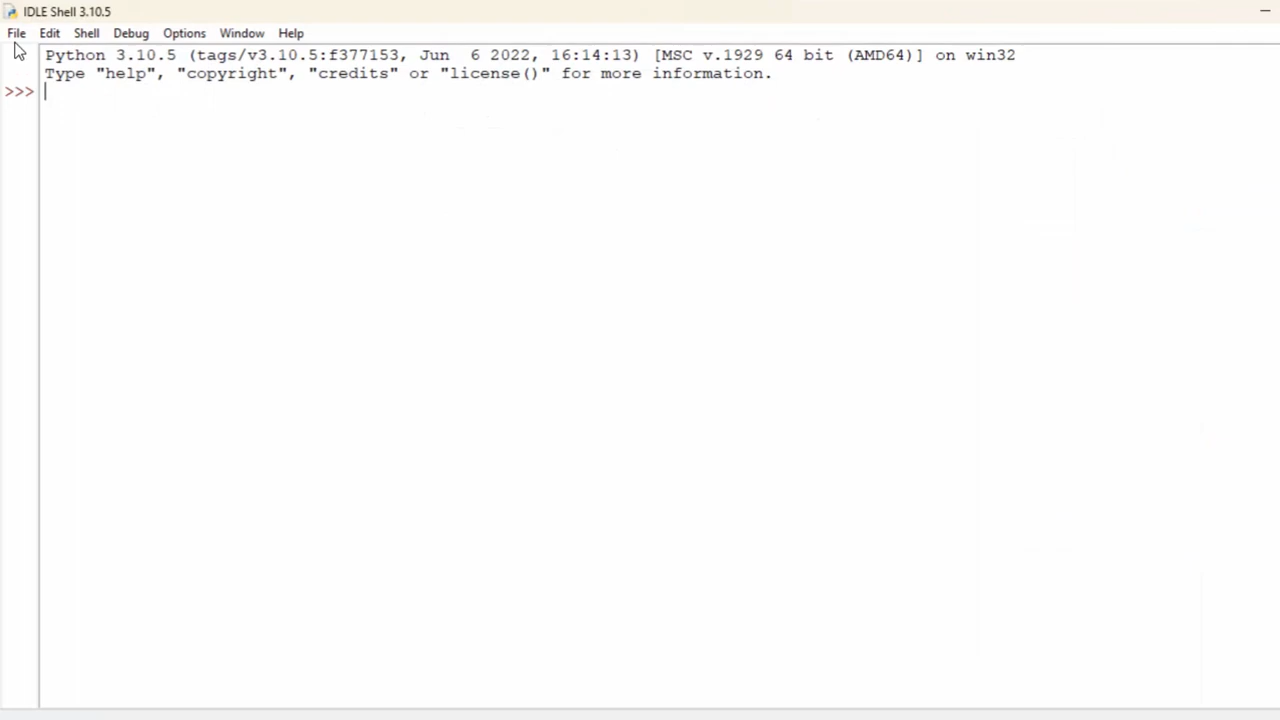 IDLE Shell 3.10.5
File Edit Shell Debug Options Window Help
Python 3.10.5 (tags/v3.10.5:f377153, Jun  6 2022, 16:14:13) [MSC v.1929 64 bit (AMD64)] on win32
Type "help", "copyright", "credits" or "license()" for more information.
>>>